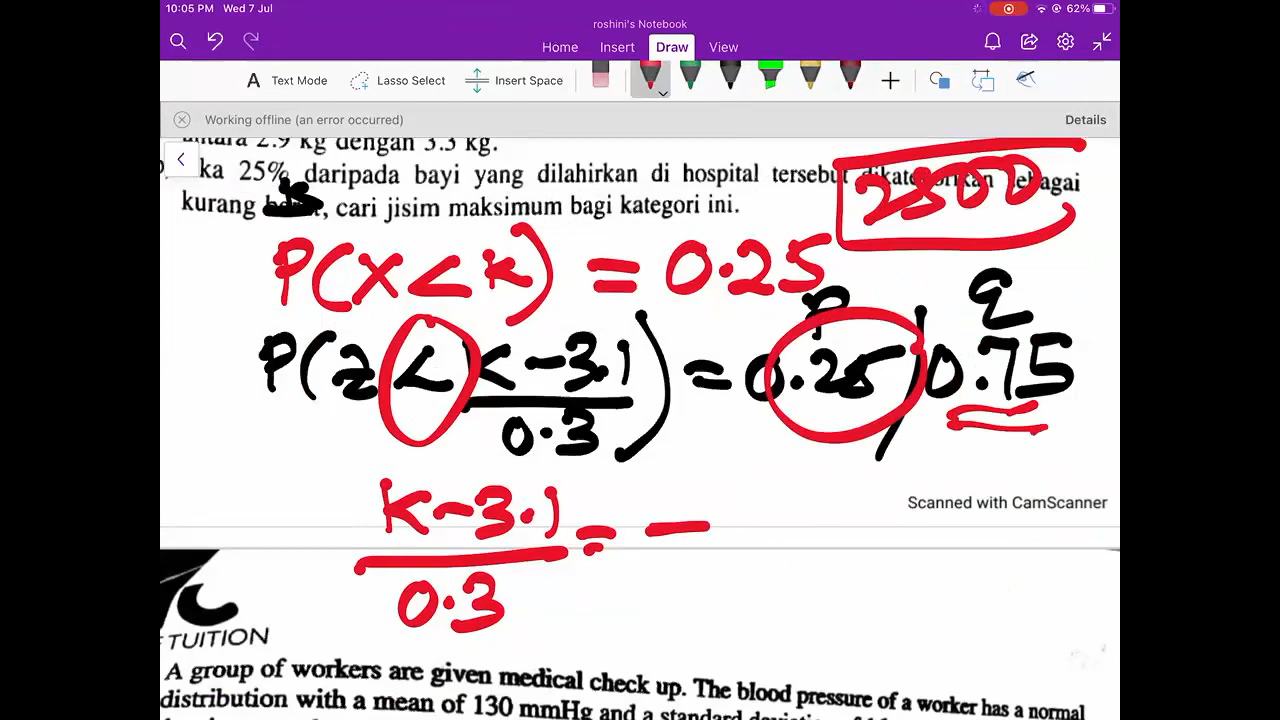 10:05 PM Wed 7 Jul 62%
roshini's Notebook
Home Insert Draw View
Text Mode Lasso Select Insert Space
Working offline (an error occurred) Details
antara 2.9 kg dengan 3.3 kg.
ka 25% daripada bayi yang dilahirkan di hospital tersebut dikategorikan sebagai
kurang , cari jisim maksimum bagi kategori ini.
2500
P(X<K) = 0.25
p q
P(z < K-3.1 / 0.3) = 0.25 / 0.75
Scanned with CamScanner
K-3.1 = -
0.3
TUITION
A group of workers are given medical check up. The blood pressure of a worker has a normal
distribution with a mean of 130 mmHg and a standard